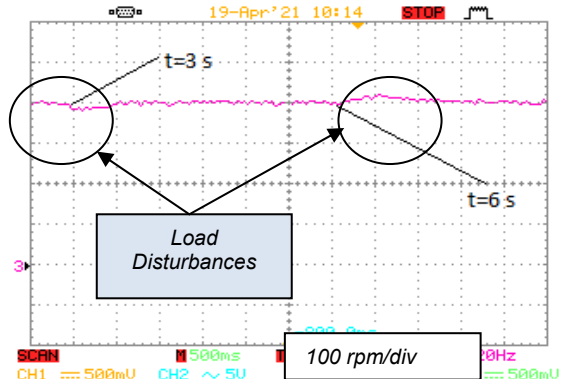 19-Apr'21 10:14 STOP
t=3 s
t=6 s
Load
Disturbances
3
SCAN M 500ms
100 rpm/div
20Hz
CH1 500mV CH2 ~ 5V
500mV